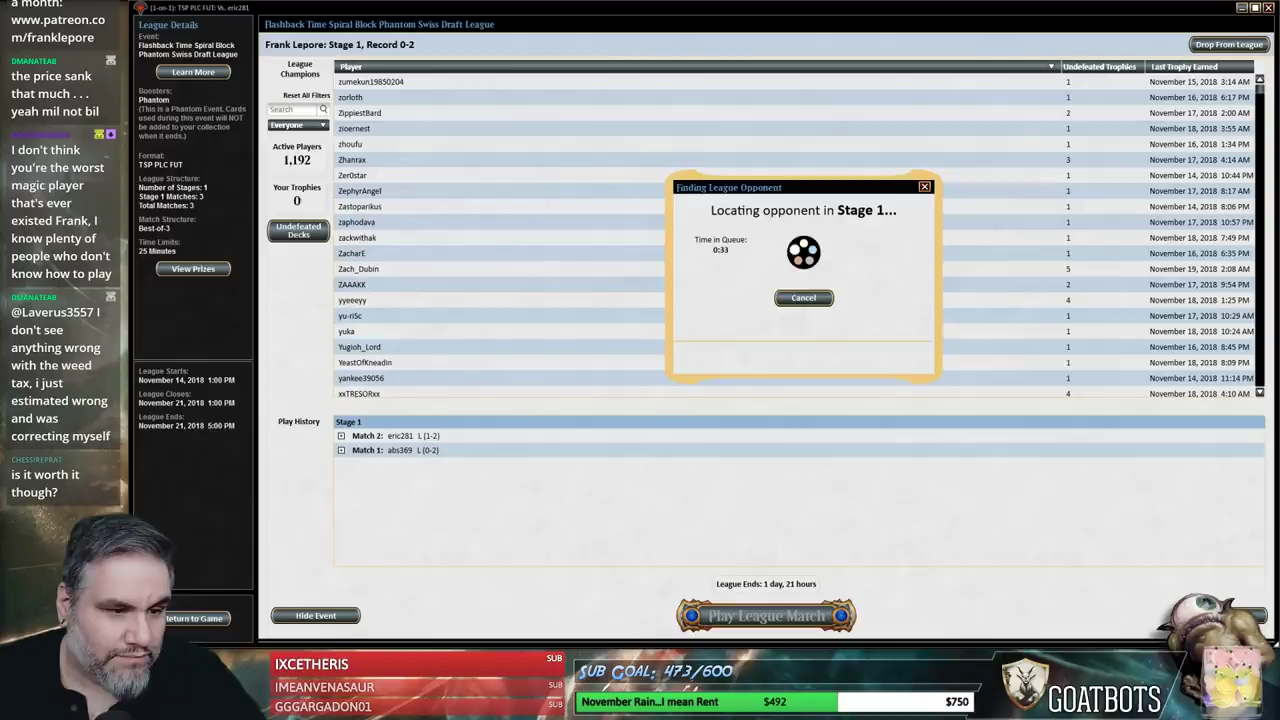 a month:
www.patreon.co
m/franklepore
DMANATEAB
the price sank
that much . . .
yeah mil not bil
I don't think
you're the worst
magic player
that's ever
existed Frank, I
know plenty of
people who don't
know how to play
DMANATEAB
@Laverus3557 I
don't see
anything wrong
with the weed
tax, i just
estimated wrong
and was
correcting myself
CHESSIREPRAT
is it worth it
though?
(1-on-1): TSP PLC FUT: Vs. eric281
League Details
Event:
Flashback Time Spiral Block
Phantom Swiss Draft League
Learn More
Boosters:
Phantom
(This is a Phantom Event. Cards
used during this event will NOT
be added to your collection
when it ends.)
Format:
TSP PLC FUT
League Structure:
Number of Stages: 1
Stage 1 Matches: 3
Total Matches: 3
Match Structure:
Best-of-3
Time Limits:
25 Minutes
View Prizes
League Starts:
November 14, 2018 1:00 PM
League Closes:
November 21, 2018 1:00 PM
League Ends:
November 21, 2018 5:00 PM
Return to Game
Flashback Time Spiral Block Phantom Swiss Draft League
Frank Lepore: Stage 1, Record 0-2
Drop From League
League
Champions
Reset All Filters
Search
Everyone
Active Players
1,192
Your Trophies
0
Undefeated
Decks
Player Undefeated Trophies Last Trophy Earned
zumekun19850204 1 November 15, 2018 3:14 AM
zorloth 1 November 16, 2018 6:17 PM
ZippiestBard 2 November 17, 2018 2:00 AM
zioernest 1 November 18, 2018 3:55 AM
zhoufu 1 November 16, 2018 1:34 PM
Zhanrax 3 November 17, 2018 4:14 AM
Zer0star 1 November 14, 2018 10:44 PM
ZephyrAngel 1 November 17, 2018 8:17 AM
Zastoparikus 1 November 14, 2018 8:06 PM
zaphodava 1 November 17, 2018 10:57 PM
zackwithak 1 November 18, 2018 7:49 PM
ZacharE 1 November 16, 2018 6:35 PM
Zach_Dubin 5 November 19, 2018 2:08 AM
ZAAAKK 2 November 17, 2018 9:54 PM
yyeeeyy 4 November 18, 2018 1:25 PM
yu-riSc 1 November 17, 2018 10:29 AM
yuka 1 November 18, 2018 10:24 AM
Yugioh_Lord 1 November 16, 2018 8:45 PM
YeastOfKneadin 1 November 18, 2018 8:09 PM
yankee39056 1 November 14, 2018 11:14 PM
xxTRESORxx 4 November 18, 2018 4:10 AM
Finding League Opponent
Locating opponent in Stage 1...
Time in Queue:
0:33
Cancel
Play History
Stage 1
Match 2: eric281 L (1-2)
Match 1: abs369 L (0-2)
League Ends: 1 day, 21 hours
Hide Event
Play League Match
IXCETHERIS SUB
IMEANVENASAUR SUB
GGGARGADON01 SUB
SUB GOAL: 473/600
November Rain...I mean Rent $492 $750
GOATBOTS